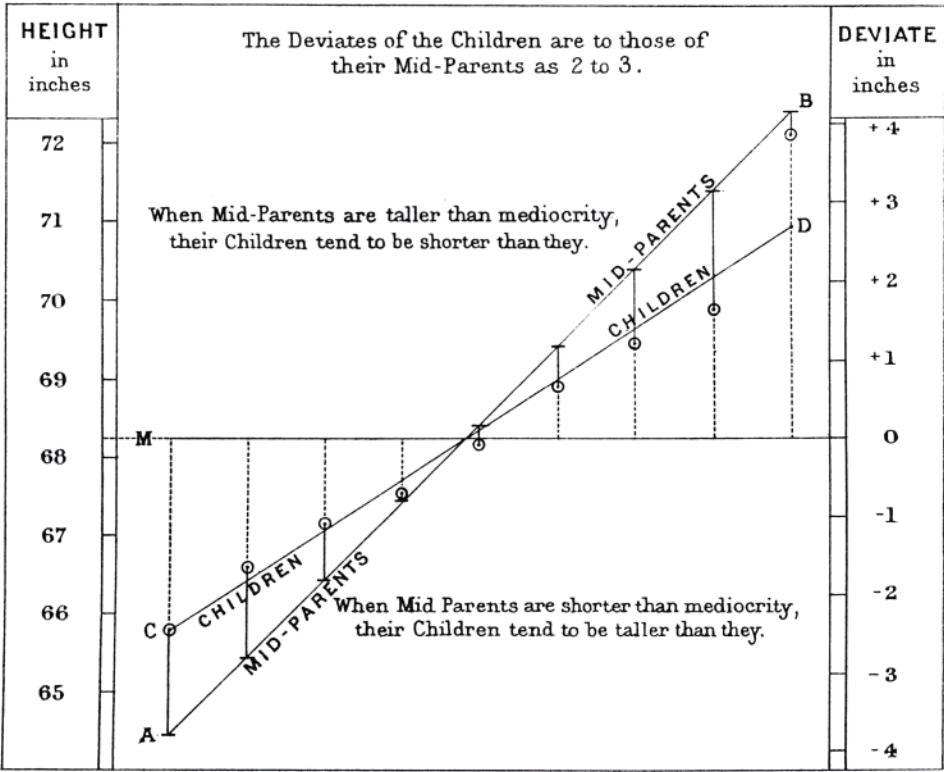 HEIGHT
in
inches
The Deviates of the Children are to those of
their Mid-Parents as 2 to 3.
DEVIATE
in
inches
B
72
+4
MID-PARENTS
71
+3
When Mid-Parents are taller than mediocrity,
their Children tend to be shorter than they.
D
CHILDREN
70
+2
69
+1
M
0
68
67
-1
CHILDREN
MID-PARENTS
-2
When Mid Parents are shorter than mediocrity,
their Children tend to be taller than they.
66
C
65
-3
A
-4